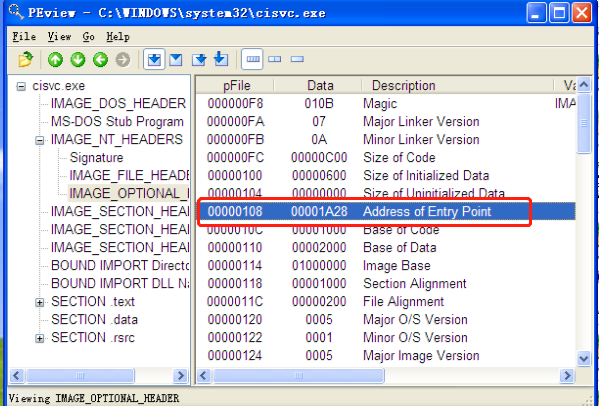 PEview - C:\WINDOWS\system32\cisvc.exe
File View Go Help
cisvc.exe
IMAGE_DOS_HEADER
MS-DOS Stub Program
IMAGE_NT_HEADERS
Signature
IMAGE_FILE_HEADE
IMAGE_OPTIONAL_
IMAGE_SECTION_HEA
IMAGE_SECTION_HEA
IMAGE_SECTION_HEA
BOUND IMPORT Directo
BOUND IMPORT DLL Na
SECTION .text
SECTION .data
SECTION .rsrc
pFile Data Description Va
000000F8 010B Magic IMA
000000FA 07 Major Linker Version
000000FB 0A Minor Linker Version
000000FC 00000C00 Size of Code
00000100 00000600 Size of Initialized Data
00000104 00000000 Size of Uninitialized Data
00000108 00001A28 Address of Entry Point
0000010C 00001000 Base of Code
00000110 00002000 Base of Data
00000114 01000000 Image Base
00000118 00001000 Section Alignment
0000011C 00000200 File Alignment
00000120 0005 Major O/S Version
00000122 0001 Minor O/S Version
00000124 0005 Major Image Version
Viewing IMAGE_OPTIONAL_HEADER